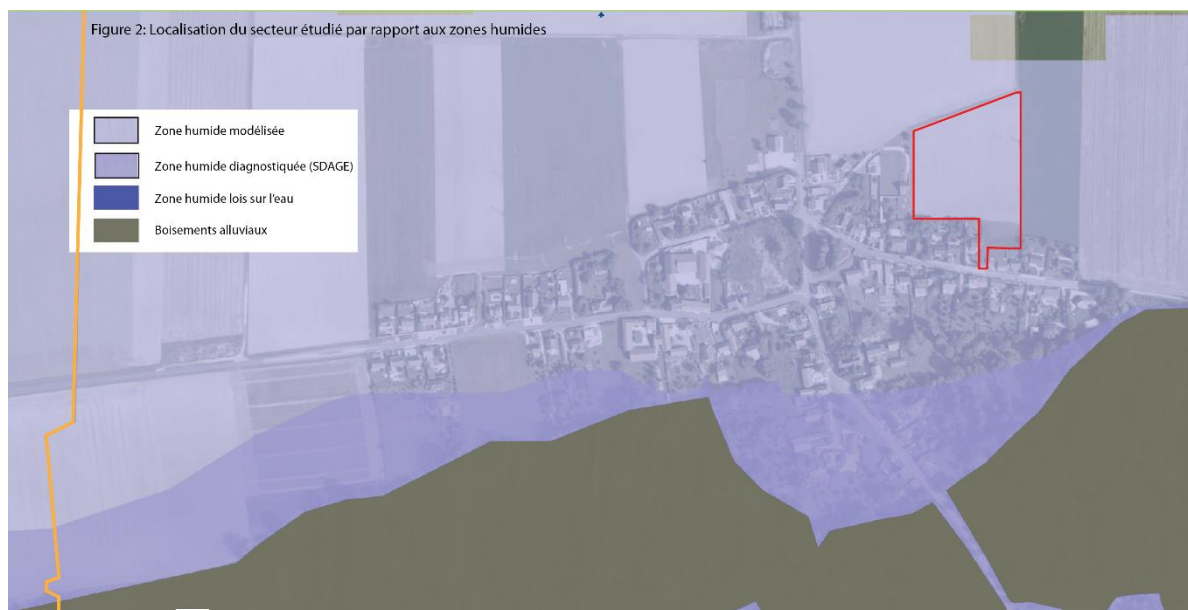 Figure 2: Localisation du secteur étudié par rapport aux zones humides
Zone humide modélisée
Zone humide diagnostiquée (SDAGE)
Zone humide lois sur l'eau
Boisements alluviaux